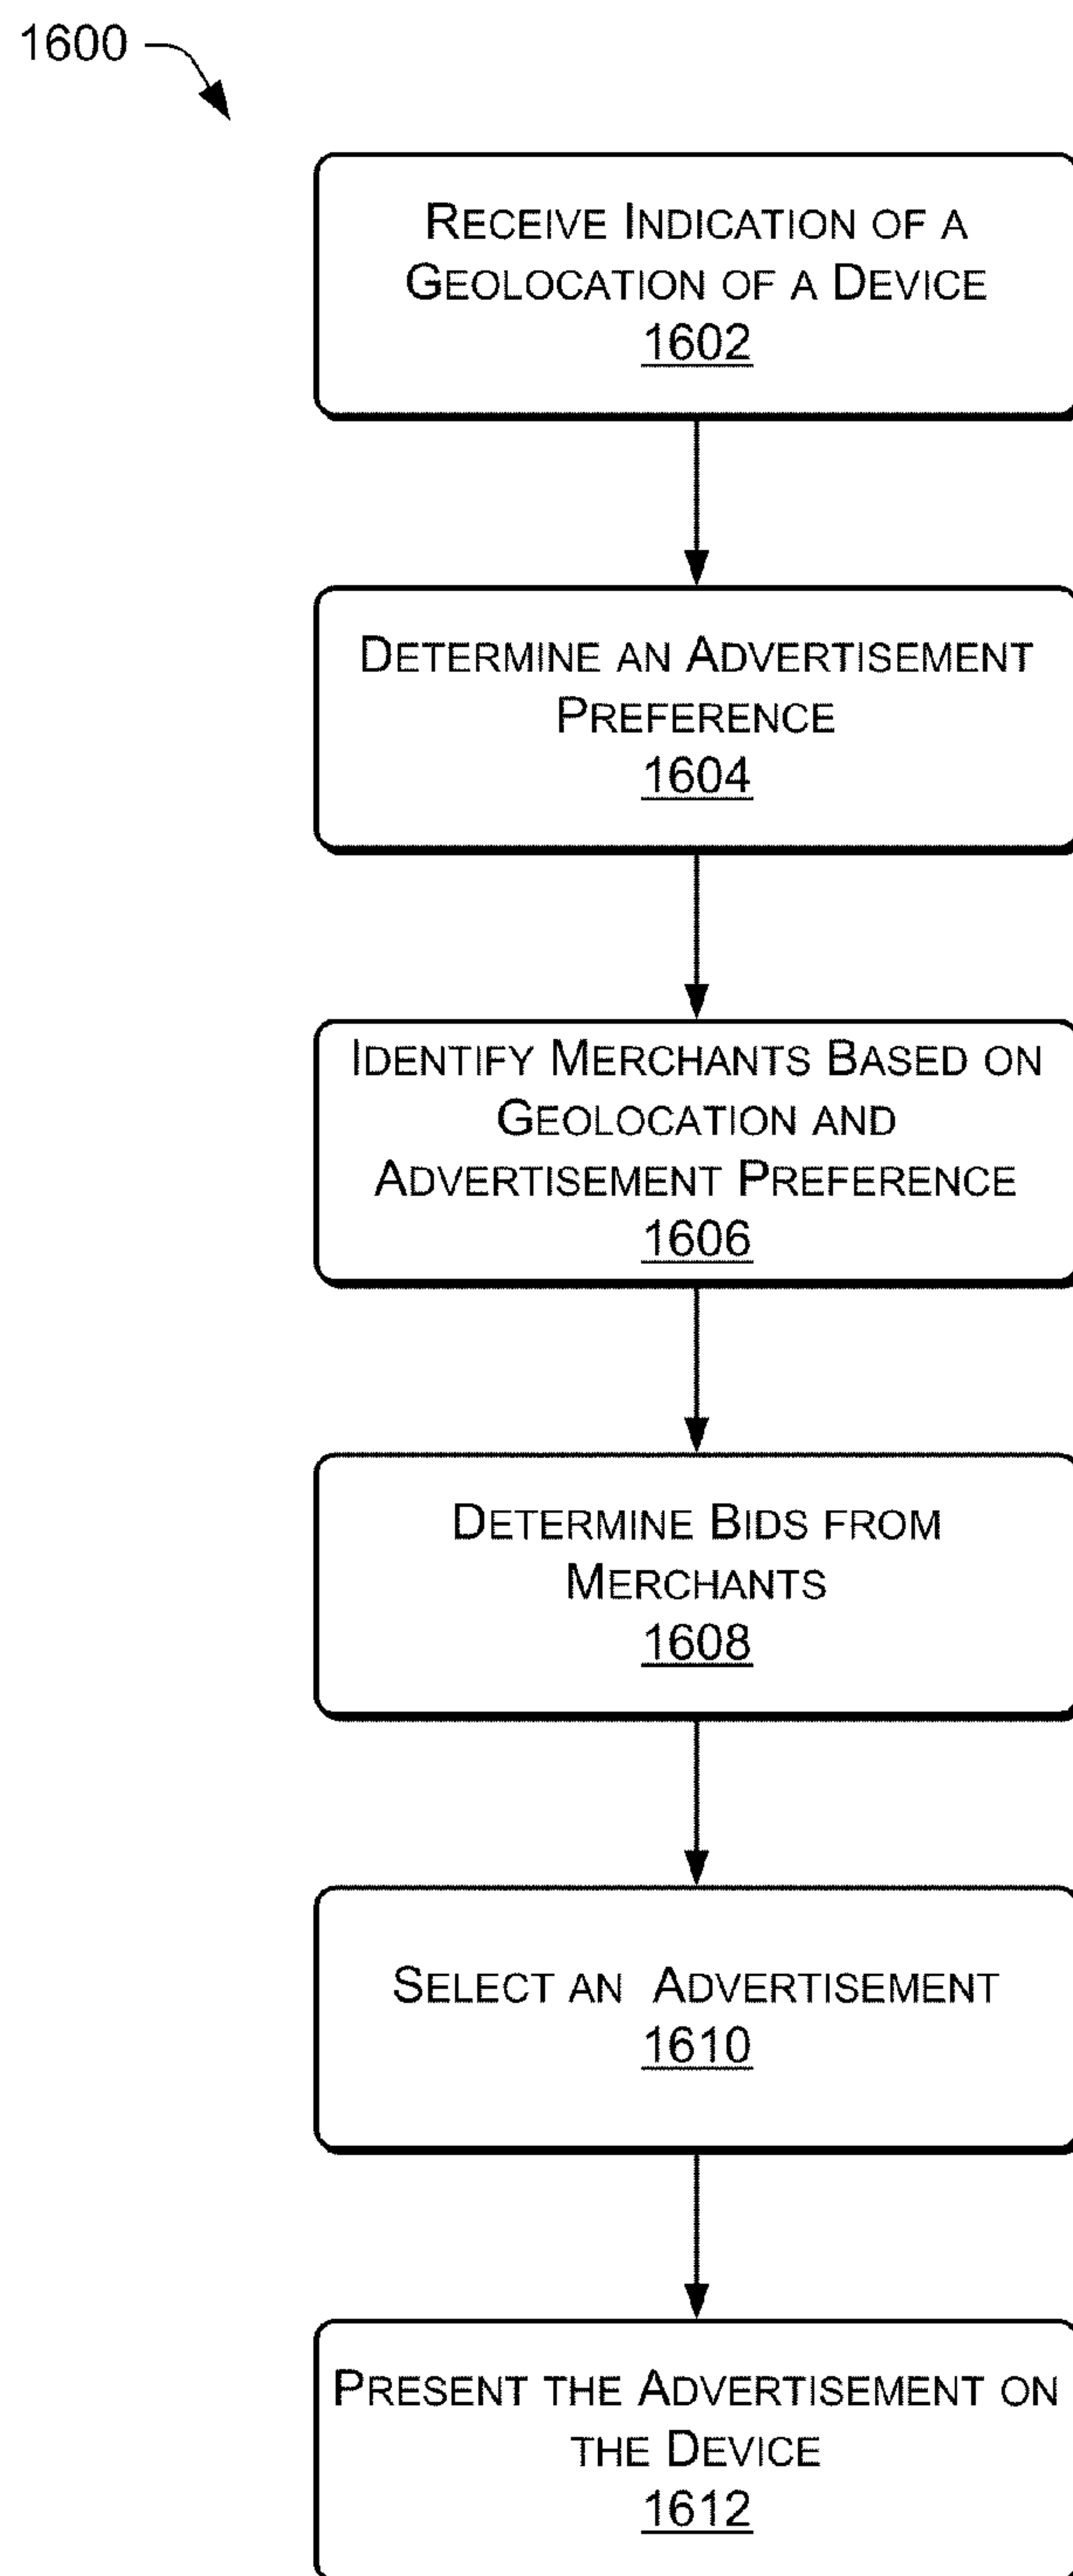 1600
RECEIVE INDICATION OF A
GEOLOCATION OF A DEVICE
1602
DETERMINE AN ADVERTISEMENT
PREFERENCE
1604
IDENTIFY MERCHANTS BASED ON
GEOLOCATION AND
ADVERTISEMENT PREFERENCE
1606
DETERMINE BIDS FROM
MERCHANTS
1608
SELECT AN ADVERTISEMENT
1610
PRESENT THE ADVERTISEMENT ON
THE DEVICE
1612